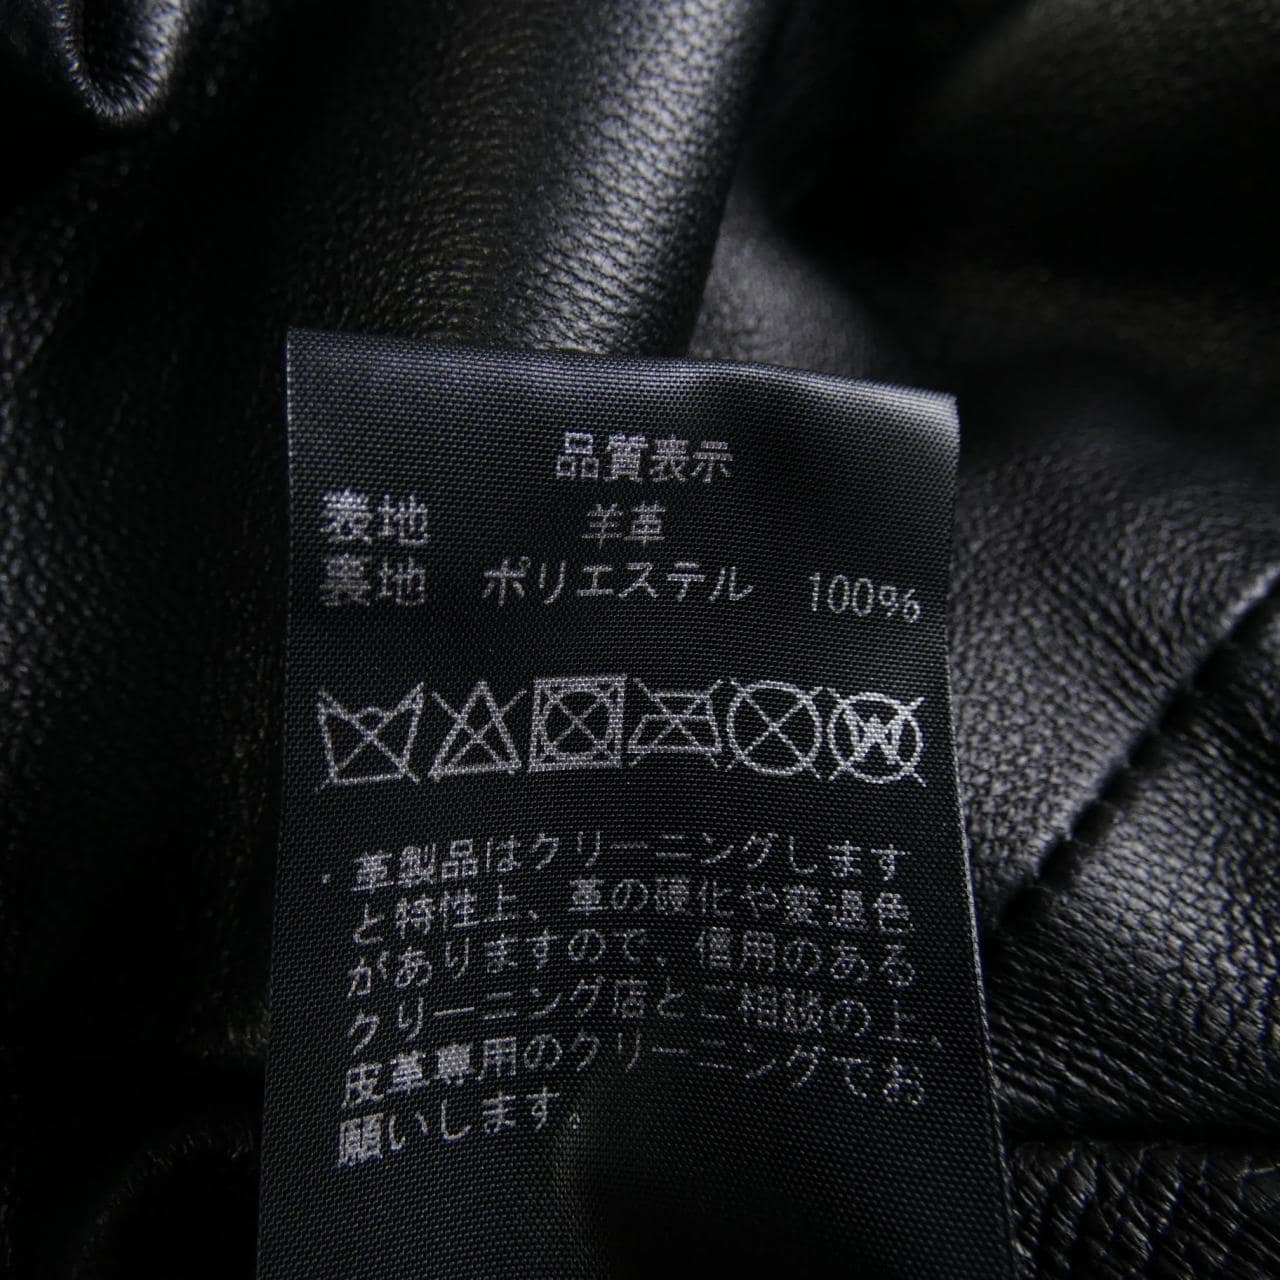 品質表示
表地 羊革
裏地 ポリエステル 100%
W
・革製品はクリーニングします
と特性上、革の硬化や変退色
がありますので、信用のある
クリーニング店とご相談の上、
皮革専用のクリーニングでお
願いします。